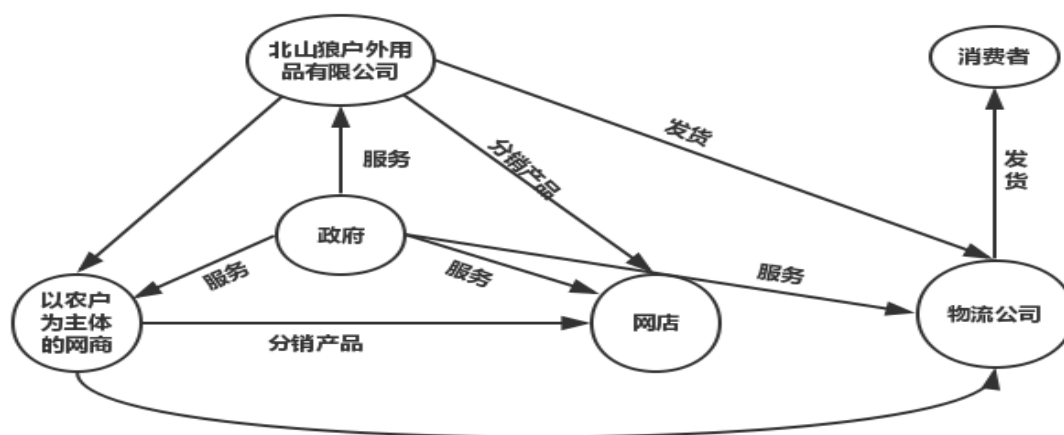 北山狼户外用
品有限公司
消费者
发货
分销产品
发
货
服务
政府
服务
服务
服务
以农户
为主体
的网商
网店
物流公司
分销产品